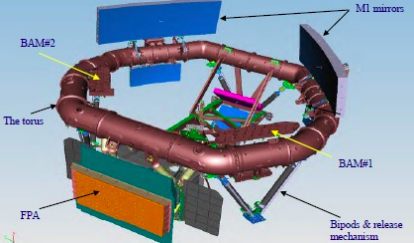 M1 mirrors
BAM#2
The torus
BAM#1
FPA
Bipods & release
mechanism